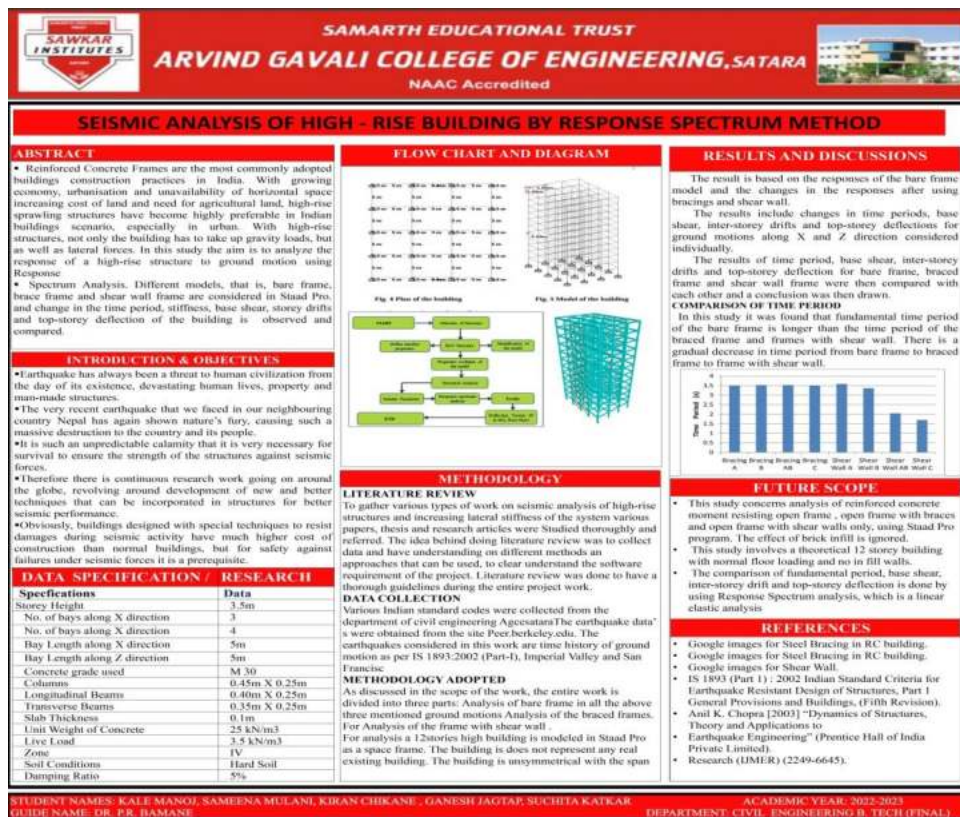 SAWKAR
INSTITUTES
SAMARTH EDUCATIONAL TRUST
ARVIND GAVALI COLLEGE OF ENGINEERING,SATARA
NAAC Accredited
SEISMIC ANALYSIS OF HIGH - RISE BUILDING BY RESPONSE SPECTRUM METHOD
ABSTRACT
• Reinforced Concrete Frames are the most commonly adopted
buildings construction practices in India. With growing
economy, urbanisation and unavailability of horizontal space
increasing cost of land and need for agricultural land, high-rise
sprawling structures have become highly preferable in Indian
buildings scenario, especially in urban. With high-rise
structures, not only the building has to take up gravity loads, but
as well as lateral forces. In this study the aim is to analyze the
response of a high-rise structure to ground motion using
Response
• Spectrum Analysis. Different models, that is, bare frame,
brace frame and shear wall frame are considered in Staad Pro.
and change in the time period, stiffness, base shear, storey drifts
and top-storey deflection of the building is observed and
compared.
INTRODUCTION & OBJECTIVES
•Earthquake has always been a threat to human civilization from
the day of its existence, devastating human lives, property and
man-made structures.
•The very recent earthquake that we faced in our neighbouring
country Nepal has again shown nature's fury, causing such a
massive destruction to the country and its people.
•It is such an unpredictable calamity that it is very necessary for
survival to ensure the strength of the structures against seismic
forces.
•Therefore there is continuous research work going on around
the globe, revolving around development of new and better
techniques that can be incorporated in structures for better
seismic performance.
•Obviously, buildings designed with special techniques to resist
damages during seismic activity have much higher cost of
construction than normal buildings, but for safety against
failures under seismic forces it is a prerequisite.
DATA SPECIFICATION / RESEARCH
Specfications Data
Storey Height 3.5m
No. of bays along X direction 3
No. of bays along X direction 4
Bay Length along X direction 5m
Bay Length along Z direction 5m
Concrete grade used M 30
Columns 0.45m X 0.25m
Longitudinal Beams 0.40m X 0.25m
Transverse Beams 0.35m X 0.25m
Slab Thickness 0.1m
Unit Weight of Concrete 25 kN/m3
Live Load 3.5 kN/m3
Zone IV
Soil Conditions Hard Soil
Damping Ratio 5%
FLOW CHART AND DIAGRAM
Fig. 4 Plan of the building
Fig. 5 Model of the building
METHODOLOGY
LITERATURE REVIEW
To gather various types of work on seismic analysis of high-rise
structures and increasing lateral stiffness of the system various
papers, thesis and research articles were Studied thoroughly and
referred. The idea behind doing literature review was to collect
data and have understanding on different methods an
approaches that can be used, to clear understand the software
requirement of the project. Literature review was done to have a
thorough guidelines during the entire project work.
DATA COLLECTION
Various Indian standard codes were collected from the
department of civil engineering AgcesataraThe earthquake data'
s were obtained from the site Peer.berkeley.edu. The
earthquakes considered in this work are time history of ground
motion as per IS 1893:2002 (Part-I), Imperial Valley and San
Francisc
METHODOLOGY ADOPTED
As discussed in the scope of the work, the entire work is
divided into three parts: Analysis of bare frame in all the above
three mentioned ground motions Analysis of the braced frames.
For Analysis of the frame with shear wall .
For analysis a 12stories high building is modeled in Staad Pro
as a space frame. The building is does not represent any real
existing building. The building is unsymmetrical with the span
RESULTS AND DISCUSSIONS
The result is based on the responses of the bare frame
model and the changes in the responses after using
bracings and shear wall.
The results include changes in time periods, base
shear, inter-storey drifts and top-storey deflections for
ground motions along X and Z direction considered
individually.
The results of time period, base shear, inter-storey
drifts and top-storey deflection for bare frame, braced
frame and shear wall frame were then compared with
each other and a conclusion was then drawn.
COMPARISON OF TIME PERIOD
In this study it was found that fundamental time period
of the bare frame is longer than the time period of the
braced frame and frames with shear wall. There is a
gradual decrease in time period from bare frame to braced
frame to frame with shear wall.
Time Period (s)
4
3.5
3
2.5
2
1.5
1
0.5
0
Bracing A Bracing B Bracing AB Bracing C Shear Wall A Shear Wall B Shear Wall AB Shear Wall C
FUTURE SCOPE
• This study concerns analysis of reinforced concrete
moment resisting open frame , open frame with braces
and open frame with shear walls only, using Staad Pro
program. The effect of brick infill is ignored.
• This study involves a theoretical 12 storey building
with normal floor loading and no in fill walls.
• The comparison of fundamental period, base shear,
inter-storey drift and top-storey deflection is done by
using Response Spectrum analysis, which is a linear
elastic analysis
REFERENCES
• Google images for Steel Bracing in RC building.
• Google images for Steel Bracing in RC building.
• Google images for Shear Wall.
• IS 1893 (Part 1) : 2002 Indian Standard Criteria for
Earthquake Resistant Design of Structures, Part 1
General Provisions and Buildings, (Fifth Revision).
• Anil K. Chopra [2003] “Dynamics of Structures,
Theory and Applications to
• Earthquake Engineering” (Prentice Hall of India
Private Limited).
• Research (IJMER) (2249-6645).
STUDENT NAMES: KALE MANOJ, SAMEENA MULANI, KIRAN CHIKANE , GANESH JAGTAP, SUCHITA KATKAR ACADEMIC YEAR: 2022-2023
GUIDE NAME: DR. P.R. BAMANE DEPARTMENT: CIVIL ENGINEERING B. TECH (FINAL)